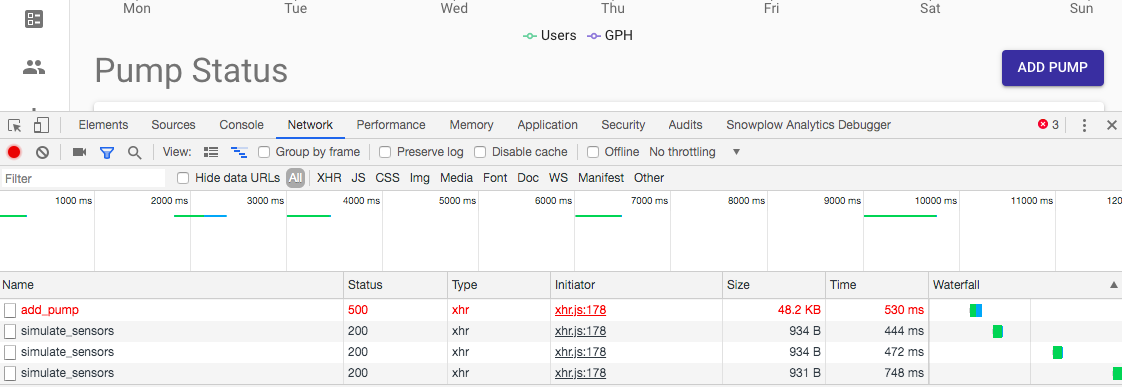 Mon Tue Wed Thu Fri Sat Sun
Users GPH
Pump Status ADD PUMP
Elements Sources Console Network Performance Memory Application Security Audits Snowplow Analytics Debugger 3
View: Group by frame Preserve log Disable cache Offline No throttling
Filter Hide data URLs All XHR JS CSS Img Media Font Doc WS Manifest Other
1000 ms 2000 ms 3000 ms 4000 ms 5000 ms 6000 ms 7000 ms 8000 ms 9000 ms 10000 ms 11000 ms 120
Name Status Type Initiator Size Time Waterfall
add_pump 500 xhr xhr.js:178 48.2 KB 530 ms
simulate_sensors 200 xhr xhr.js:178 934 B 444 ms
simulate_sensors 200 xhr xhr.js:178 934 B 472 ms
simulate_sensors 200 xhr xhr.js:178 931 B 748 ms